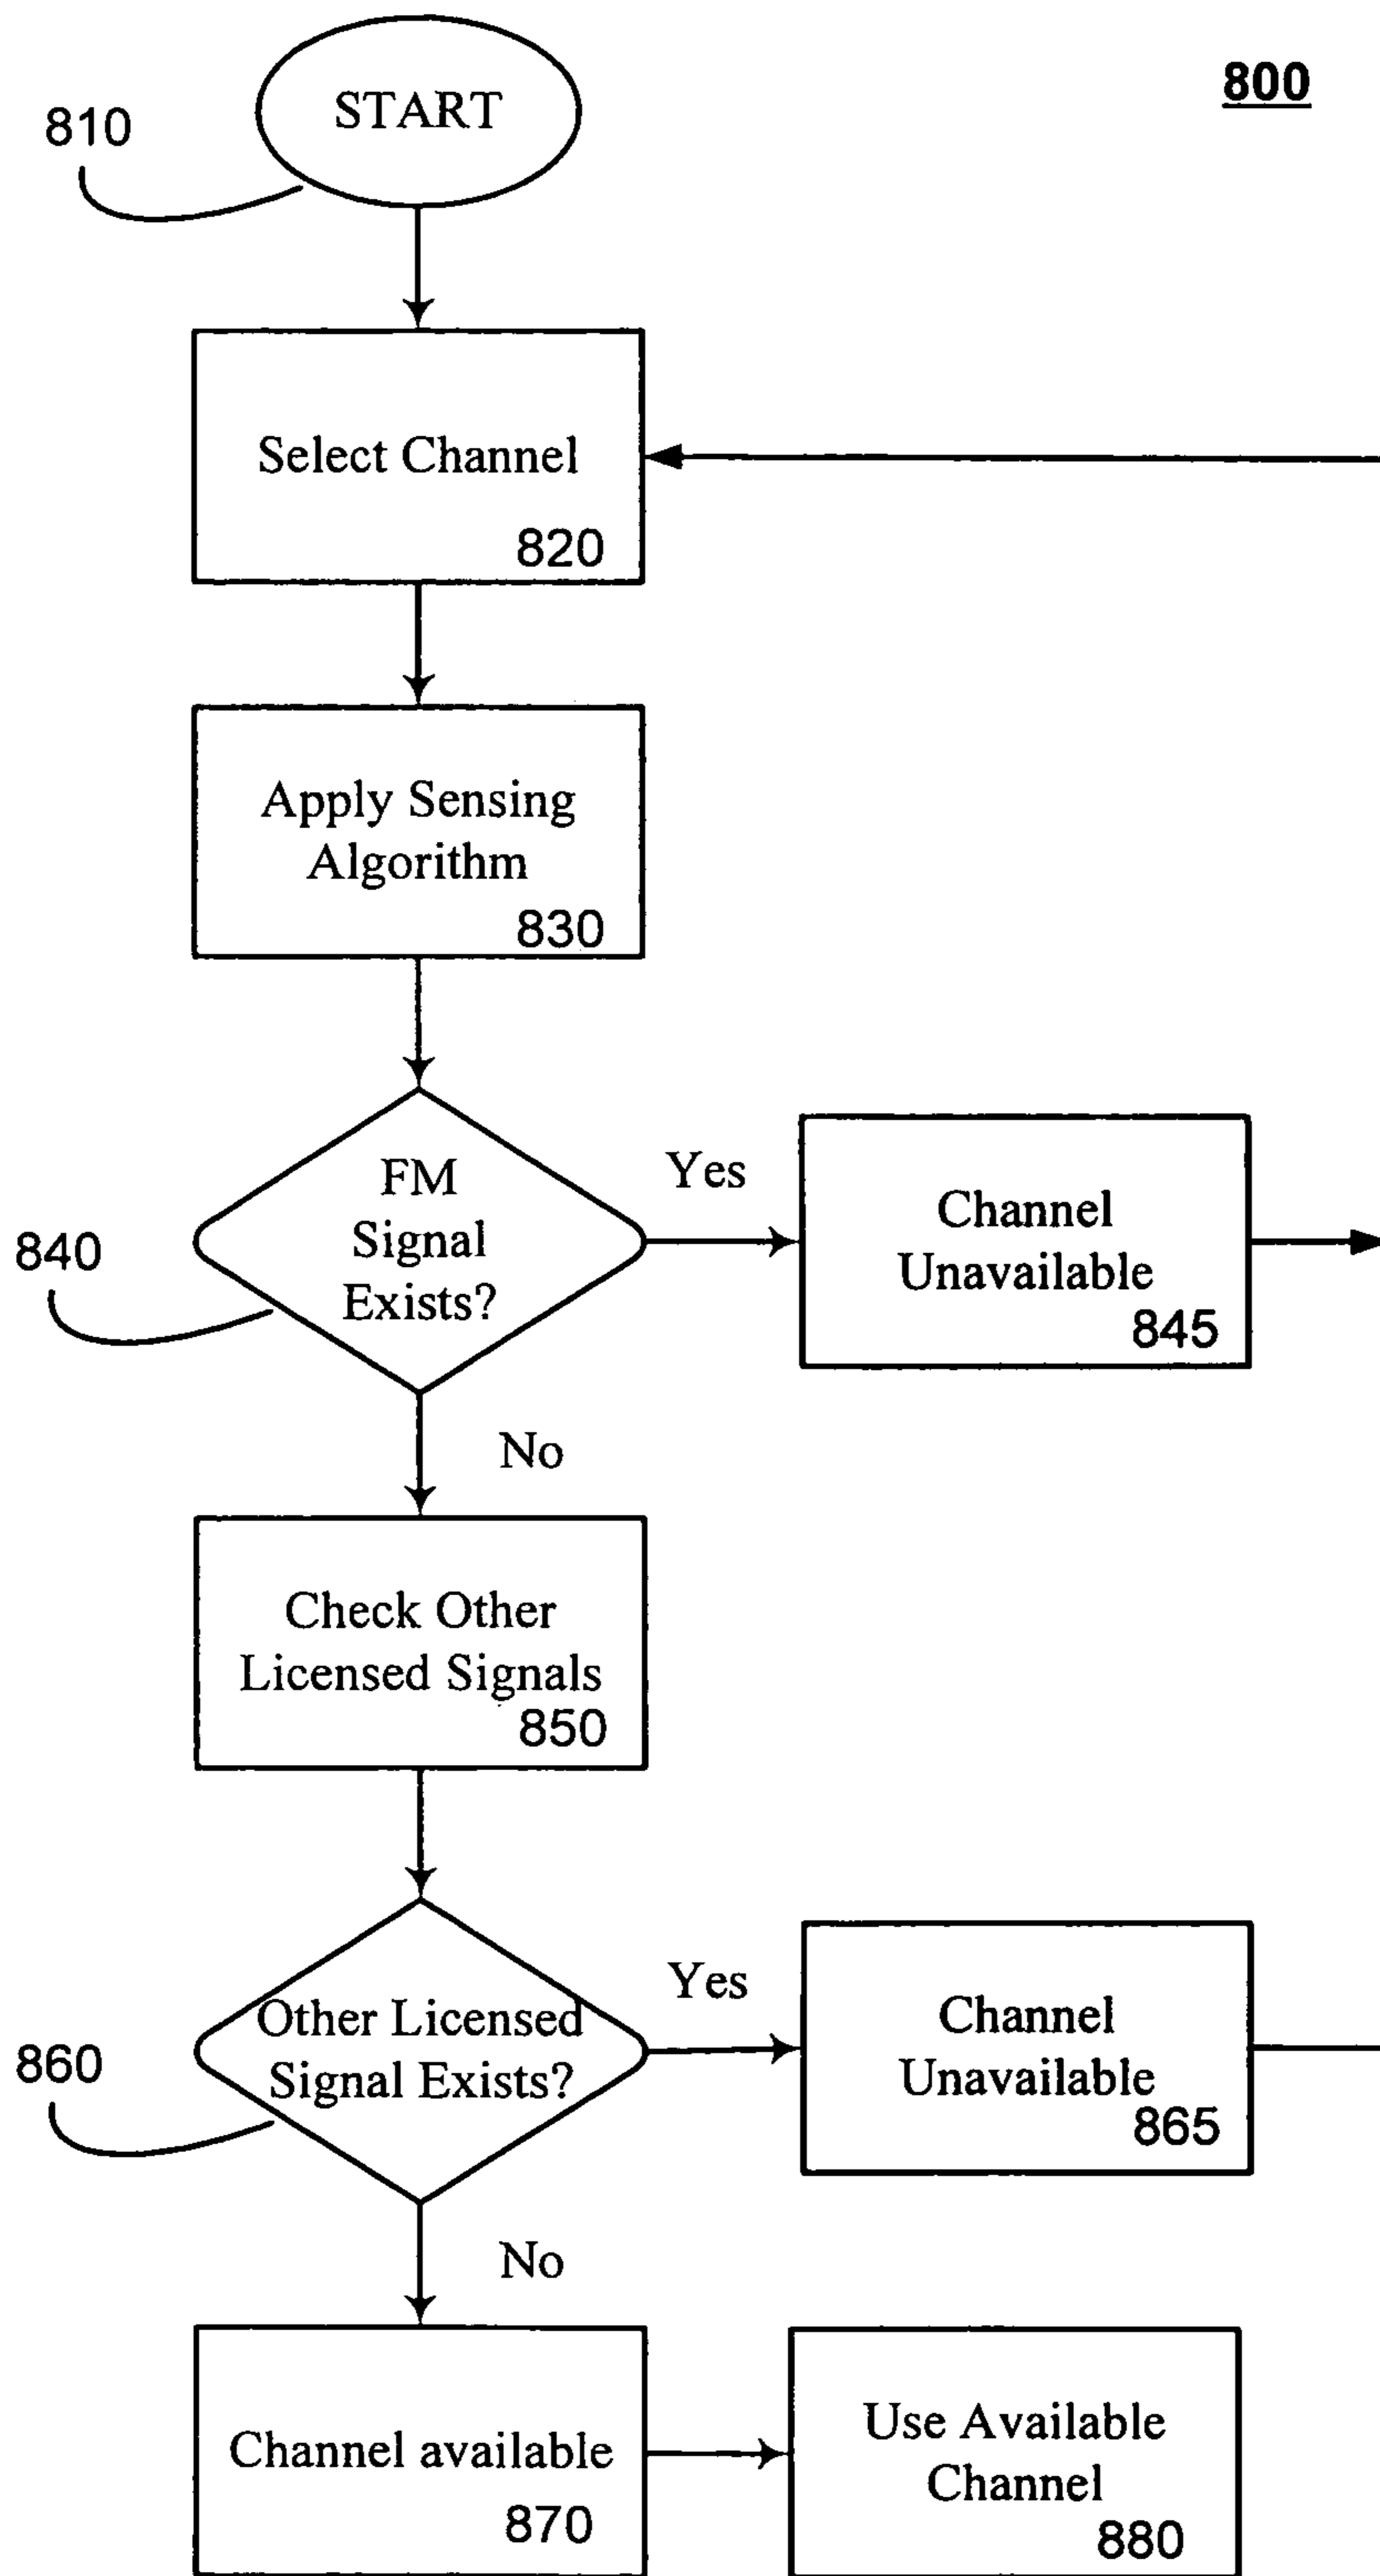 800
810
START
Select Channel
820
Apply Sensing
Algorithm
830
840
FM
Signal
Exists?
Yes
Channel
Unavailable
845
No
Check Other
Licensed Signals
850
860
Other Licensed
Signal Exists?
Yes
Channel
Unavailable
865
No
Channel available
870
Use Available
Channel
880